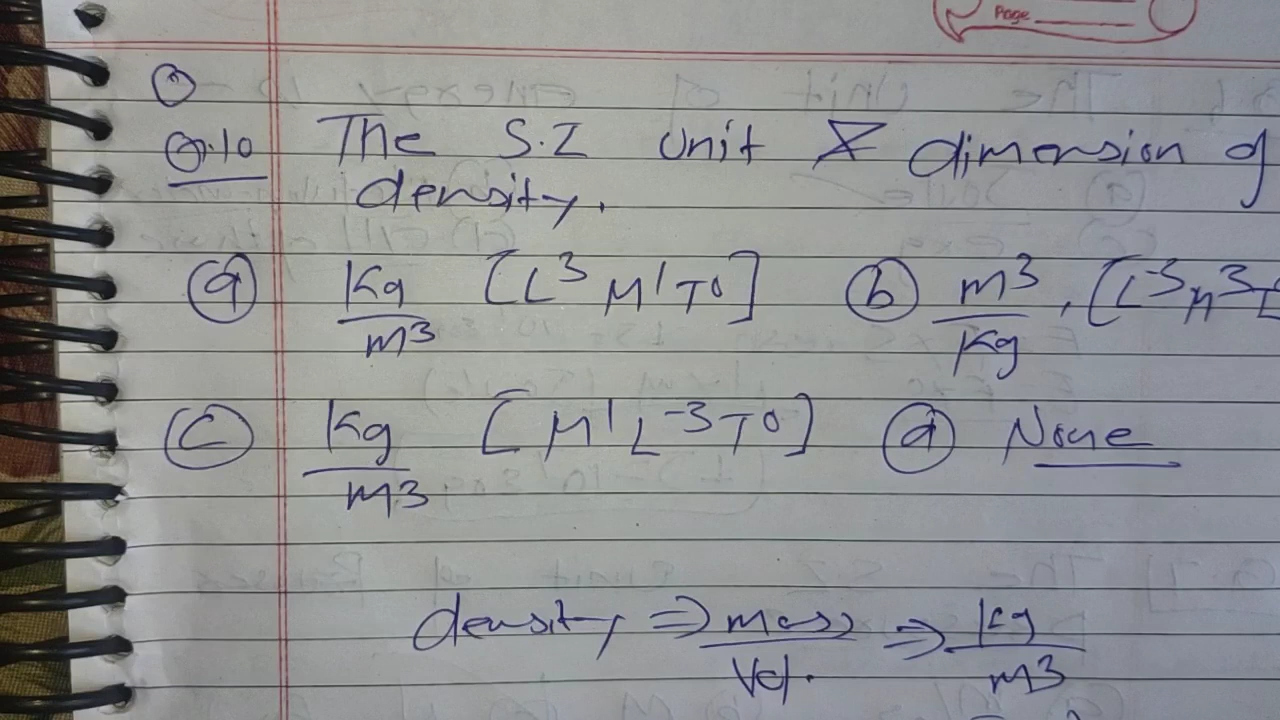 Page
Q.10 The S.I Unit & dimension of
density.
(a) Kg/m³ [L³ M¹ T⁰] (b) m³/Kg, [L³ M³
(c) Kg/m³ [M¹ L⁻³ T⁰] (d) None
density ⇒ mass/Vol. ⇒ Kg/m³